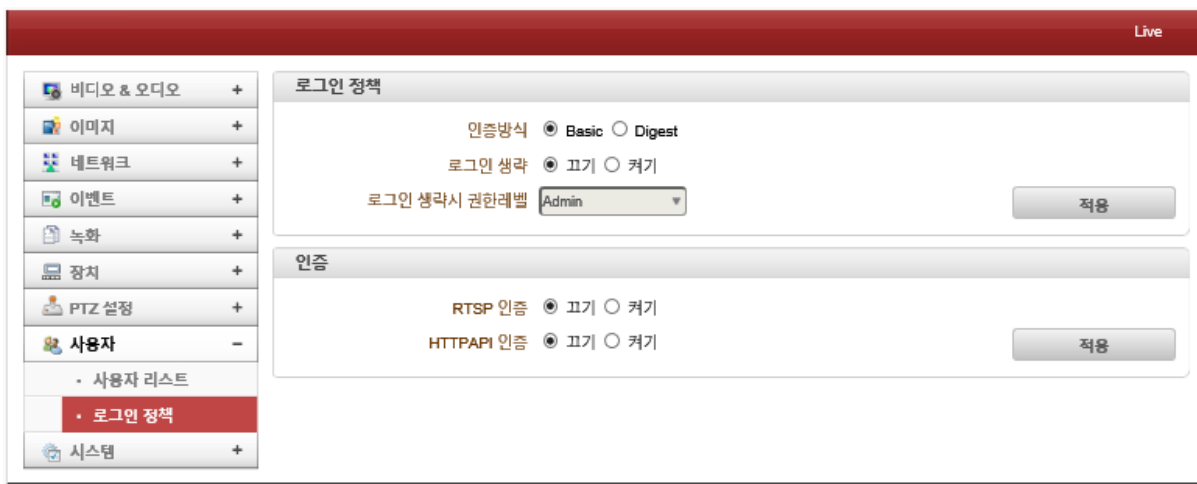 Live
비디오 & 오디오 +
이미지 +
네트워크 +
이벤트 +
녹화 +
장치 +
PTZ 설정 +
사용자 -
· 사용자 리스트
· 로그인 정책
시스템 +
로그인 정책
인증방식 Basic Digest
로그인 생략 끄기 켜기
로그인 생략시 권한레벨 Admin
적용
인증
RTSP 인증 끄기 켜기
HTTPAPI 인증 끄기 켜기
적용